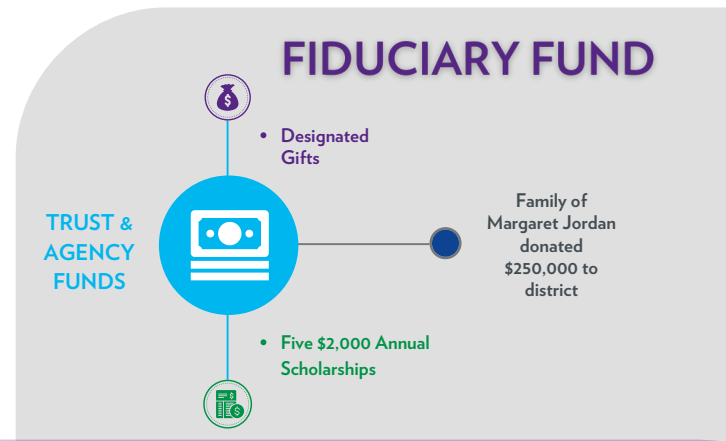 FIDUCIARY FUND
• Designated
Gifts
TRUST &
AGENCY
FUNDS
Family of
Margaret Jordan
donated
$250,000 to
district
• Five $2,000 Annual
Scholarships